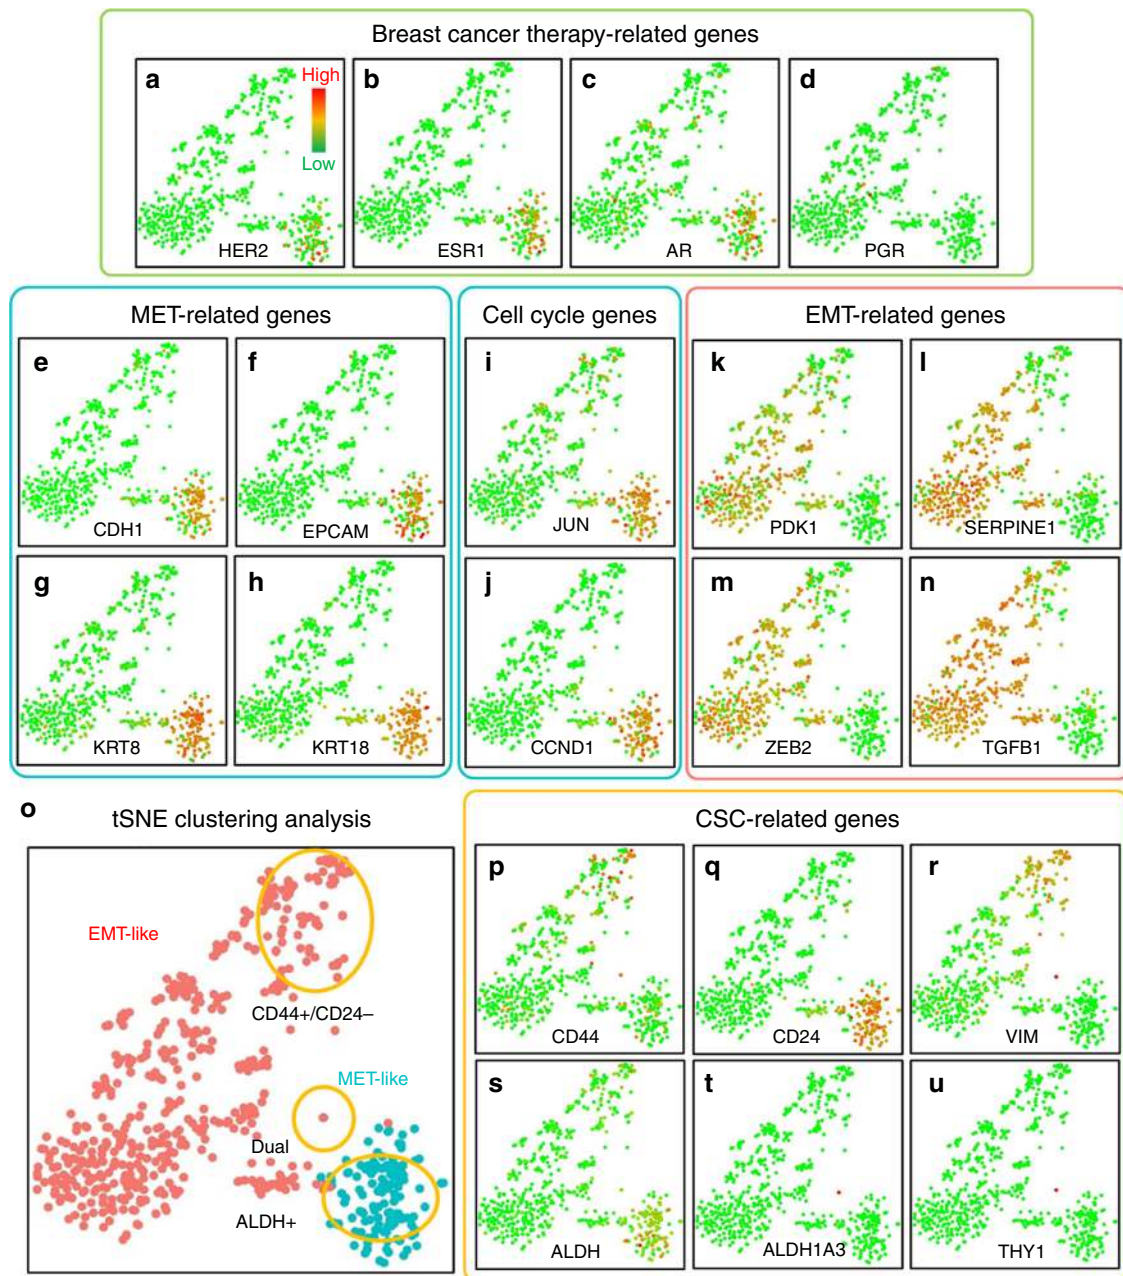 Breast cancer therapy-related genes
a
High
Low
HER2
b
ESR1
c
AR
d
PGR
MET-related genes
e
CDH1
f
EPCAM
g
KRT8
h
KRT18
Cell cycle genes
i
JUN
j
CCND1
EMT-related genes
k
PDK1
l
SERPINE1
m
ZEB2
n
TGFB1
o
tSNE clustering analysis
EMT-like
CD44+/CD24–
MET-like
Dual
ALDH+
CSC-related genes
p
CD44
q
CD24
r
VIM
s
ALDH
t
ALDH1A3
u
THY1